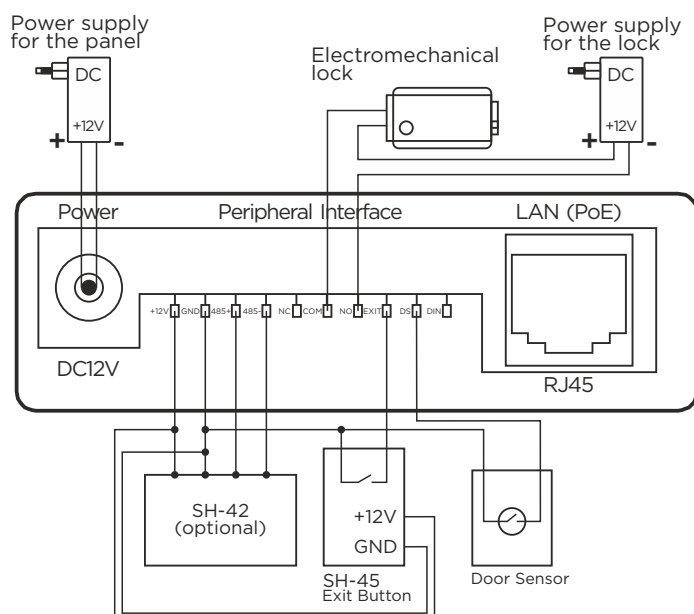 Power supply
for the panel
Electromechanical
lock
Power supply
for the lock
DC
+12V
+ -
DC
+12V
+ -
Power
Peripheral Interface
LAN (PoE)
+12V GND 485+ 485- NC COM NO EXIT DS DIN
DC12V
RJ45
SH-42
(optional)
+12V
GND
SH-45
Exit Button
Door Sensor